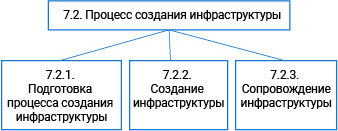 7.2. Процесс создания инфраструктуры
7.2.1.
Подготовка
процесса создания
инфраструктуры
7.2.2.
Создание
инфраструктуры
7.2.3.
Сопровождение
инфраструктуры